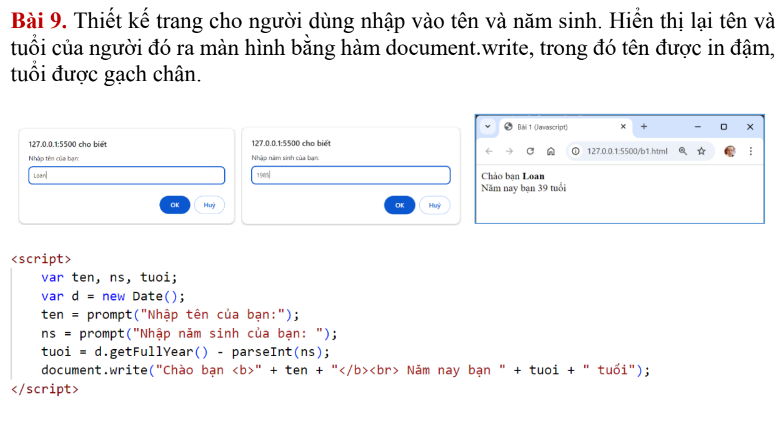 Bài 9. Thiết kế trang cho người dùng nhập vào tên và năm sinh. Hiển thị lại tên và
tuổi của người đó ra màn hình bằng hàm document.write, trong đó tên được in đậm,
tuổi được gạch chân.
127.0.0.1:5500 cho biết
Nhập tên của bạn:
Loan
OK Huỷ
127.0.0.1:5500 cho biết
Nhập năm sinh của bạn:
1985
OK Huỷ
Bài 1 (Javascript)
127.0.0.1:5500/b1.html
Chào bạn Loan
Năm nay bạn 39 tuổi
<script>
var ten, ns, tuoi;
var d = new Date();
ten = prompt("Nhập tên của bạn:");
ns = prompt("Nhập năm sinh của bạn: ");
tuoi = d.getFullYear() - parseInt(ns);
document.write("Chào bạn <b>" + ten + "</b><br> Năm nay bạn " + tuoi + " tuổi");
</script>